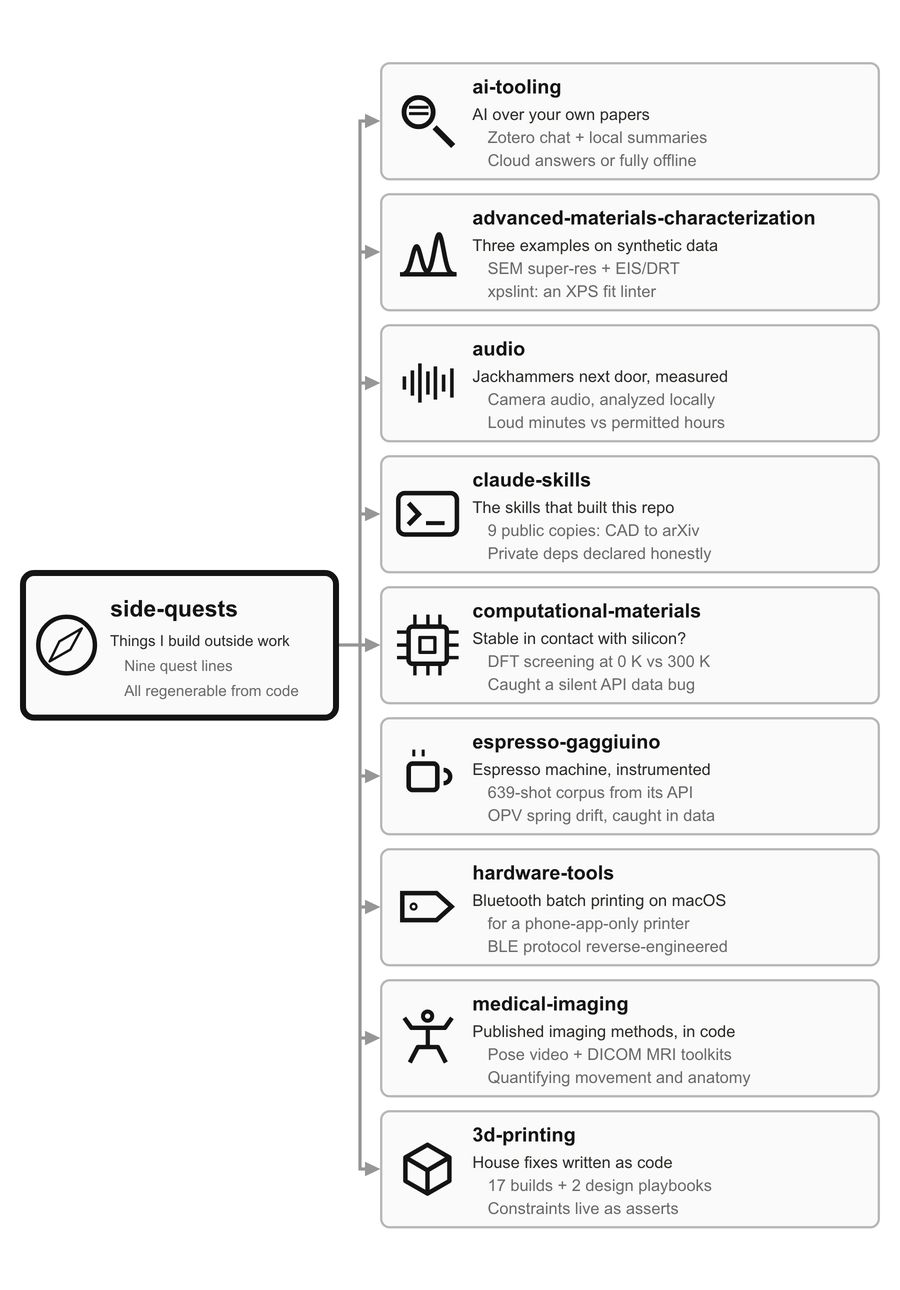 side-quests
Things I build outside work
Nine quest lines
All regenerable from code
ai-tooling
AI over your own papers
Zotero chat + local summaries
Cloud answers or fully offline
advanced-materials-characterization
Three examples on synthetic data
SEM super-res + EIS/DRT
xpslint: an XPS fit linter
audio
Jackhammers next door, measured
Camera audio, analyzed locally
Loud minutes vs permitted hours
claude-skills
The skills that built this repo
9 public copies: CAD to arXiv
Private deps declared honestly
computational-materials
Stable in contact with silicon?
DFT screening at 0 K vs 300 K
Caught a silent API data bug
espresso-gaggiuino
Espresso machine, instrumented
639-shot corpus from its API
OPV spring drift, caught in data
hardware-tools
Bluetooth batch printing on macOS
for a phone-app-only printer
BLE protocol reverse-engineered
medical-imaging
Published imaging methods, in code
Pose video + DICOM MRI toolkits
Quantifying movement and anatomy
3d-printing
House fixes written as code
17 builds + 2 design playbooks
Constraints live as asserts